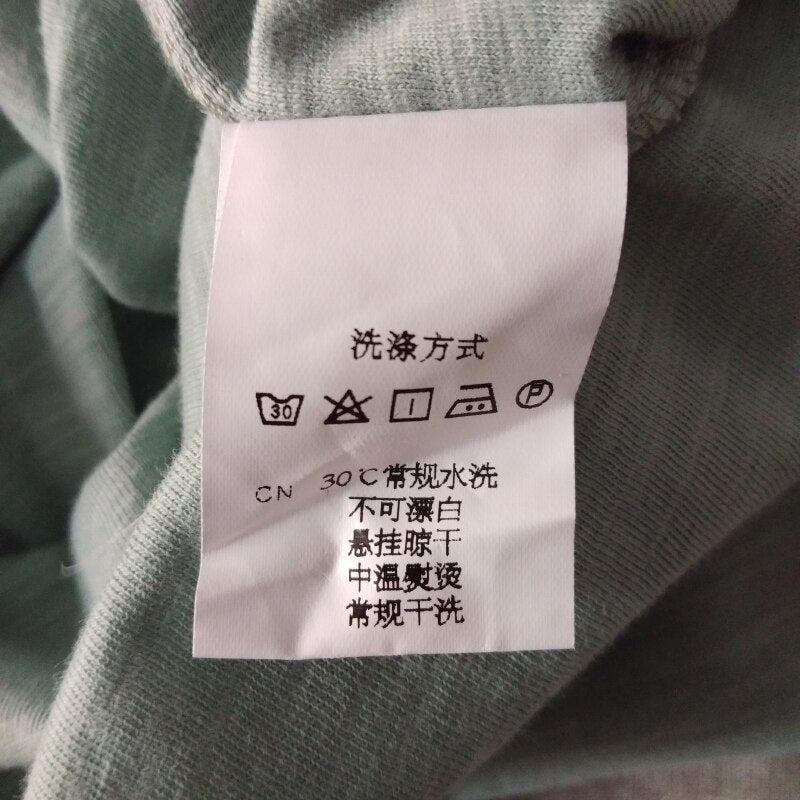 洗涤方式
30 P
CN 30℃常规水洗
不可漂白
悬挂晾干
中温熨烫
常规干洗